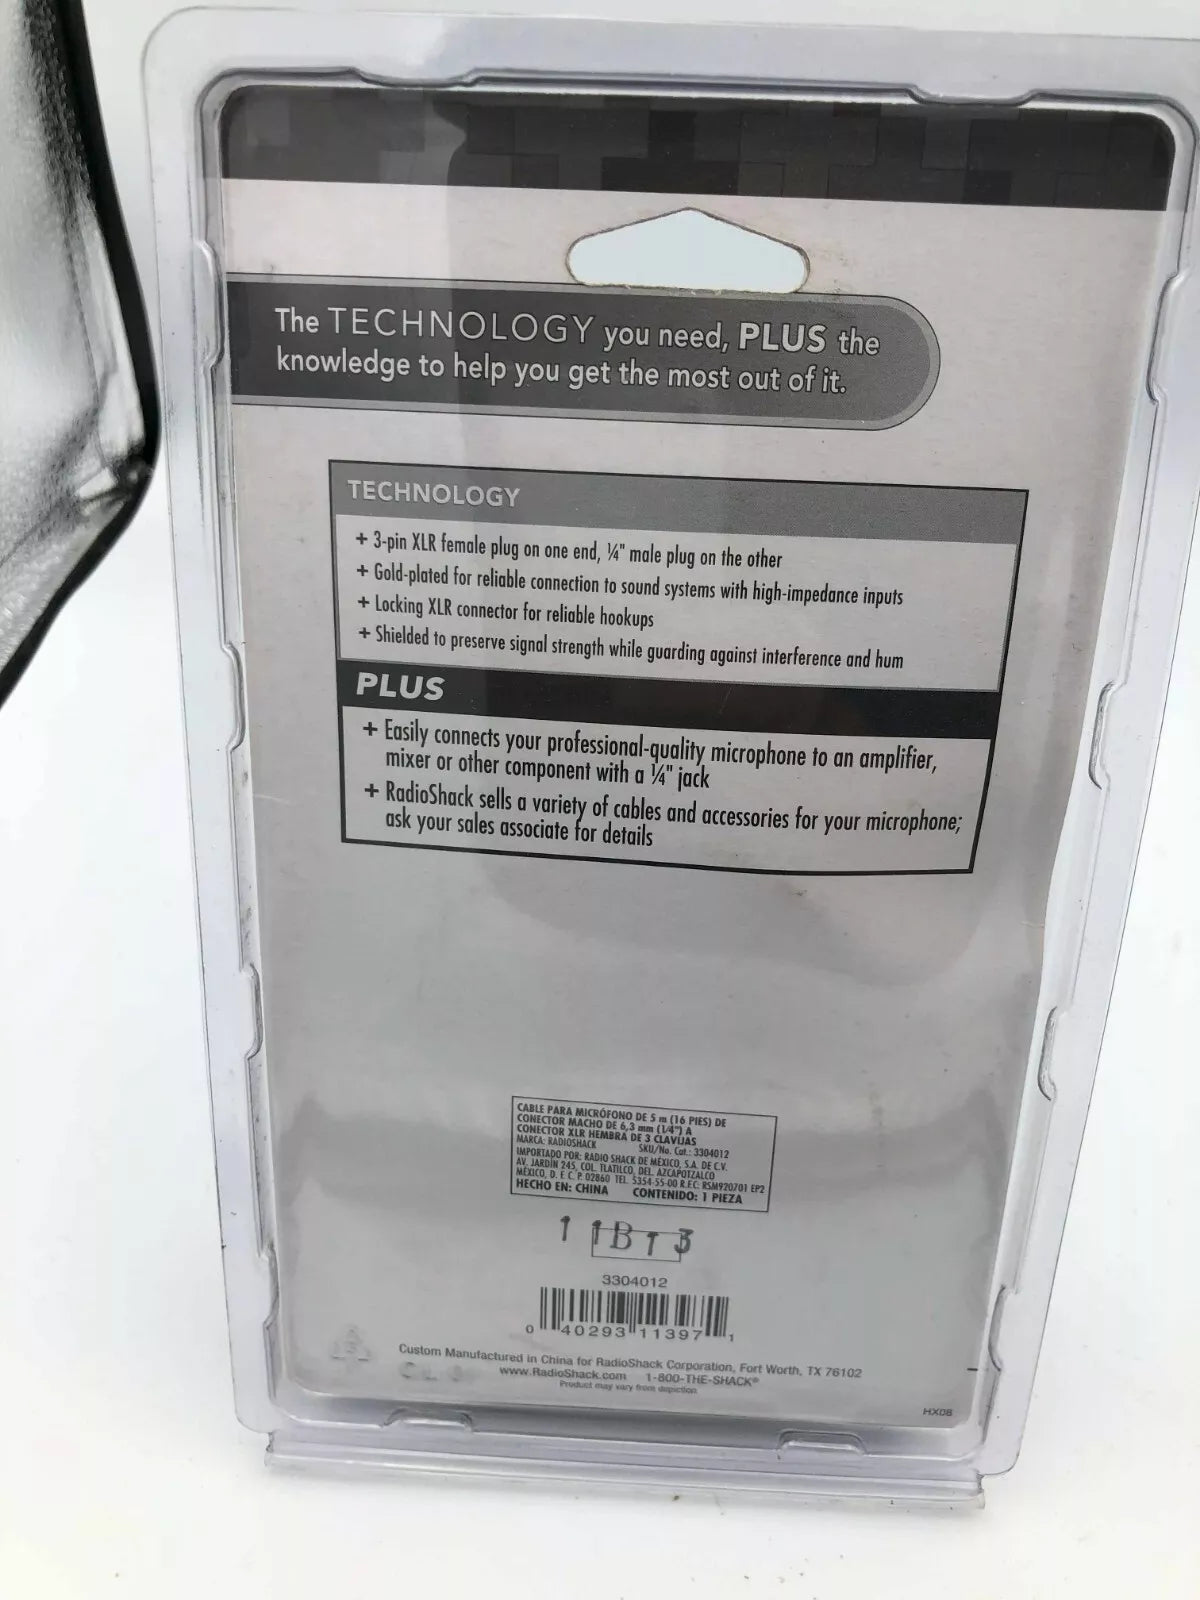 The TECHNOLOGY you need, PLUS the
knowledge to help you get the most out of it.
TECHNOLOGY
+ 3-pin XLR female plug on one end, ¼" male plug on the other
+ Gold-plated for reliable connection to sound systems with high-impedance inputs
+ Locking XLR connector for reliable hookups
+ Shielded to preserve signal strength while guarding against interference and hum
PLUS
+ Easily connects your professional-quality microphone to an amplifier,
mixer or other component with a ¼" jack
+ RadioShack sells a variety of cables and accessories for your microphone;
ask your sales associate for details
CABLE PARA MICRÓFONO DE 5 m (16 PIES) DE
CONECTOR MACHO DE 6,3 mm (1/4") A
CONECTOR XLR HEMBRA DE 3 CLAVIJAS
MARCA: RADIOSHACK SKU/No. Cat.: 3304012
IMPORTADO POR: RADIO SHACK DE MÉXICO, S.A. DE C.V.
AV. JARDÍN 245, COL. TLATILCO, DEL. AZCAPOTZALCO
MÉXICO, D. F. C. P. 02860 TEL. 5354-55-00 R.F.C: RSM920701 EP2
HECHO EN: CHINA CONTENIDO: 1 PIEZA
1 1B13
3304012
0 40293 11397 1
Custom Manufactured in China for RadioShack Corporation, Fort Worth, TX 76102
www.RadioShack.com 1-800-THE-SHACK®
Product may vary from depiction
HX08